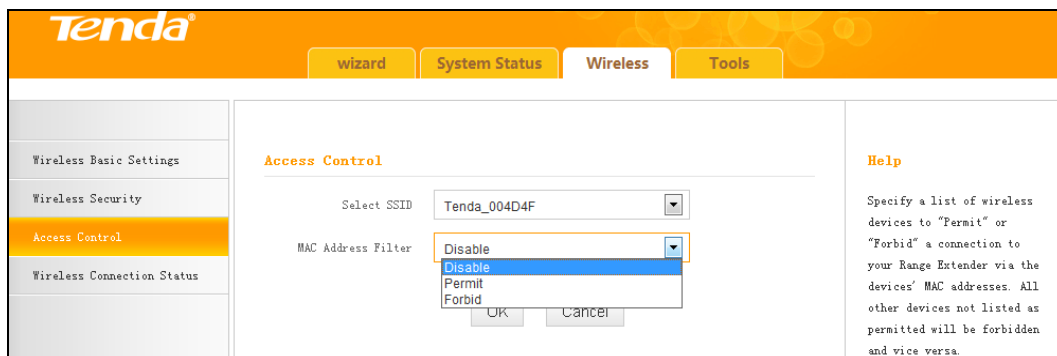 Tenda®
wizard
System Status
Wireless
Tools
Wireless Basic Settings
Wireless Security
Access Control
Wireless Connection Status
Access Control
Select SSID
Tenda_004D4F
MAC Address Filter
Disable
Disable
Permit
Forbid
OK
Cancel
Help
Specify a list of wireless
devices to "Permit" or
"Forbid" a connection to
your Range Extender via the
devices' MAC addresses. All
other devices not listed as
permitted will be forbidden
and vice versa.